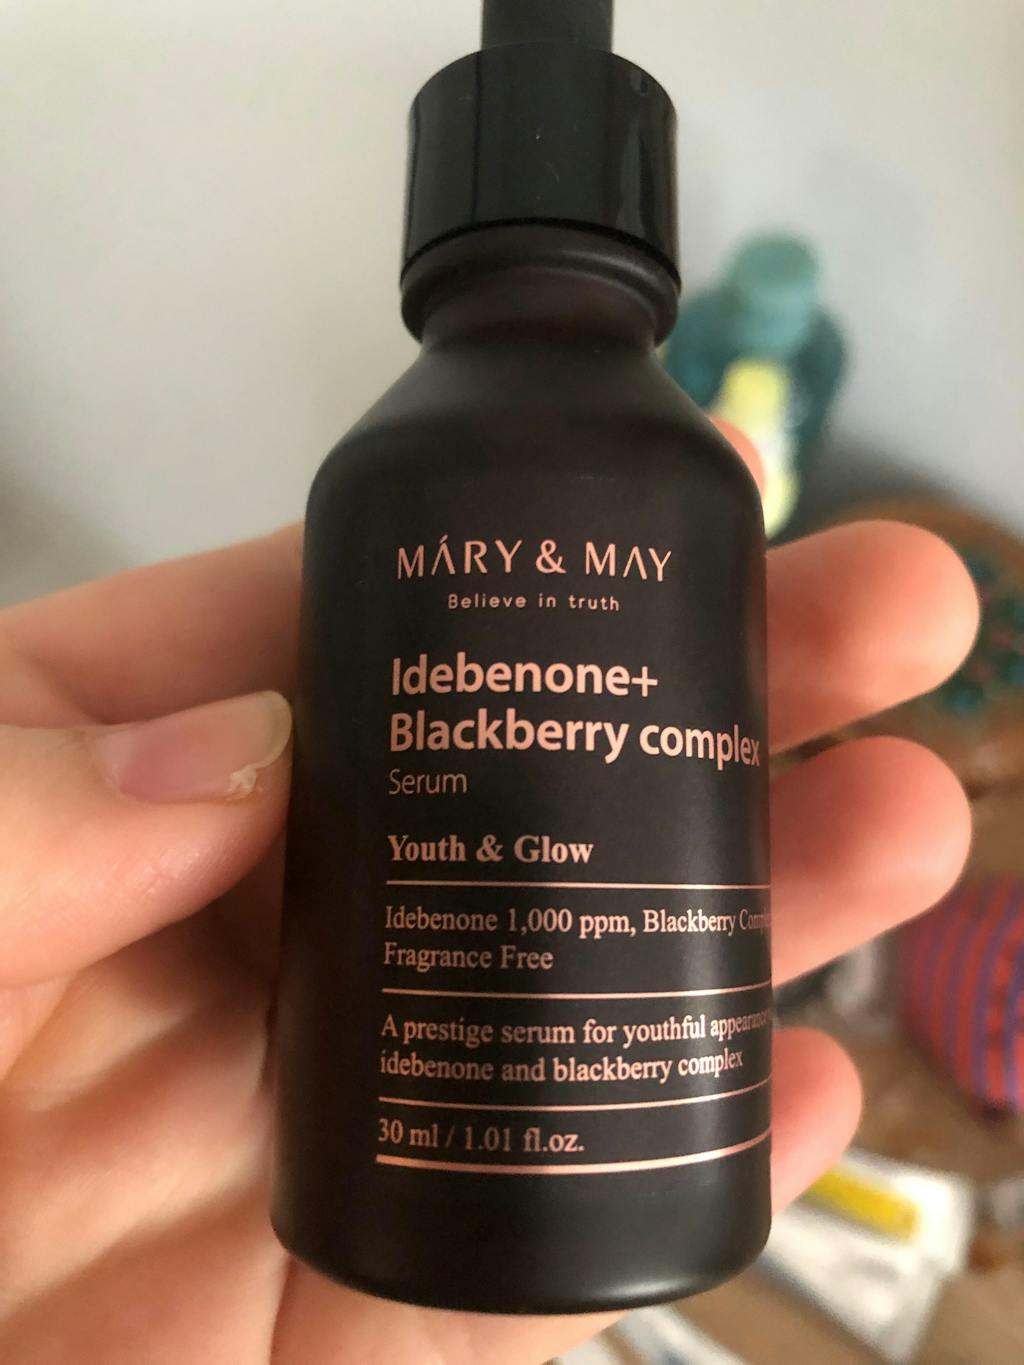 MÁRY & MAY
Believe in truth
Idebenone+
Blackberry complex
Serum
Youth & Glow
Idebenone 1,000 ppm, Blackberry
Fragrance Free
A prestige serum for youthful appearance
idebenone and blackberry complex
30 ml / 1.01 fl.oz.